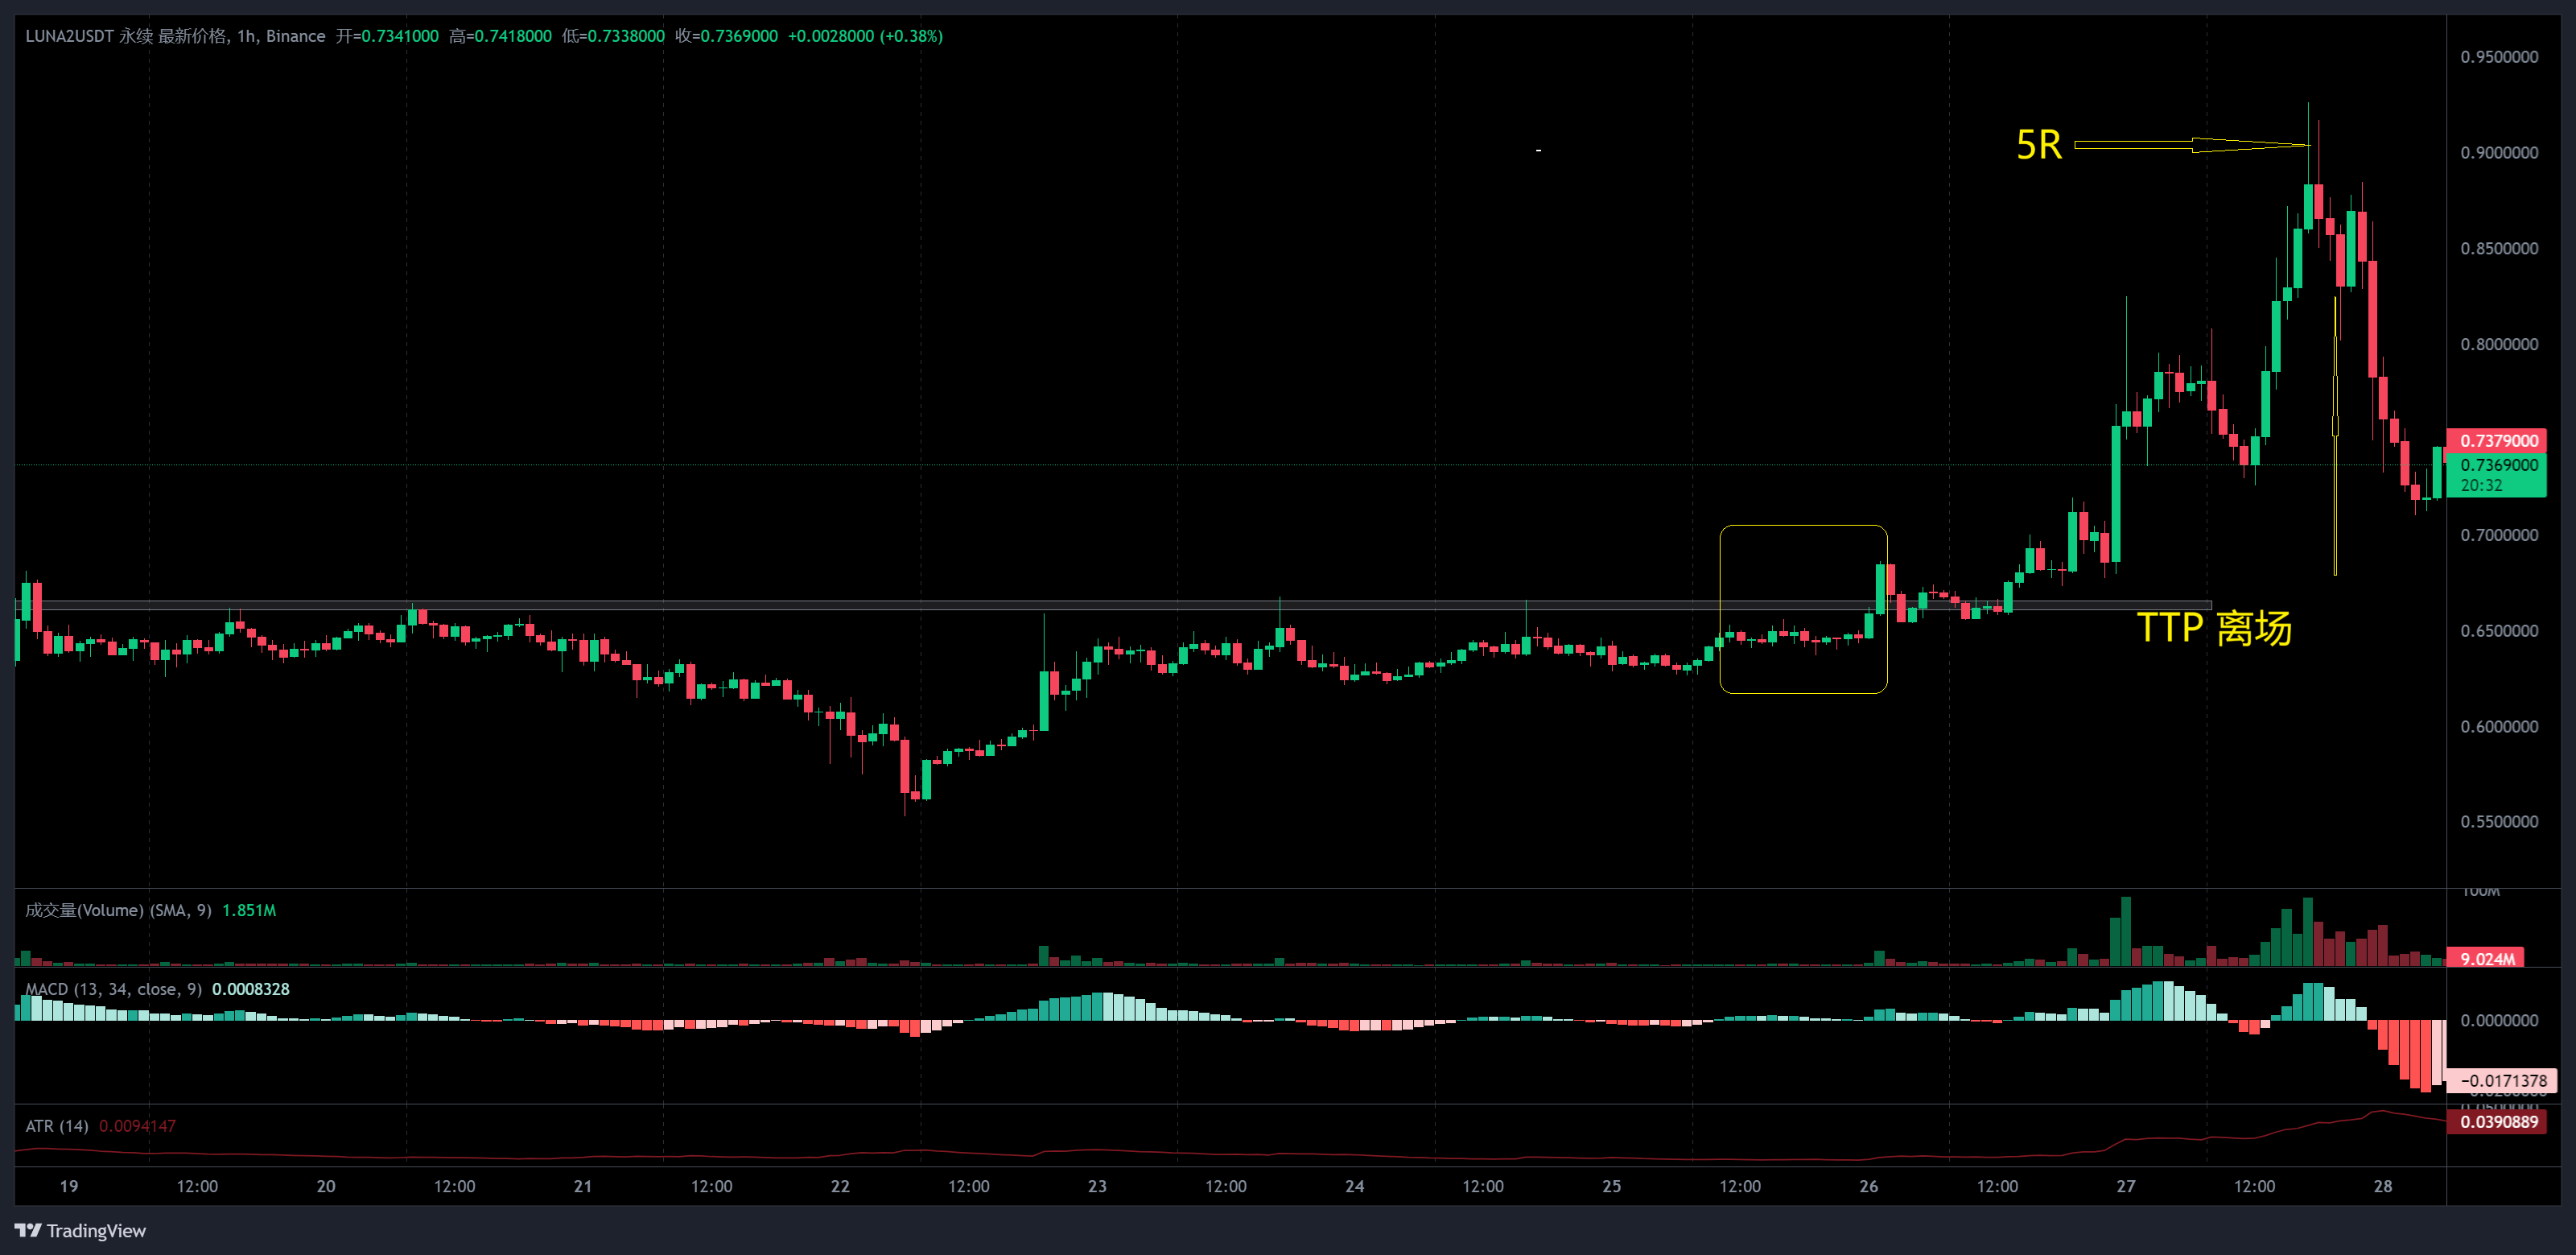 LUNA2USDT 永续 最新价格, 1h, Binance 开=0.7341000 高=0.7418000 低=0.7338000 收=0.7369000 +0.0028000 (+0.38%)
0.9500000
5R
0.9000000
0.8500000
0.8000000
0.7379000
0.7369000
20:32
0.7000000
TTP 离场
0.6500000
0.6000000
0.5500000
100M
成交量(Volume) (SMA, 9) 1.851M
9.024M
MACD (13, 34, close, 9) 0.0008328
0.0000000
−0.0171378
ATR (14) 0.0094147
0.0390889
19 12:00 20 12:00 21 12:00 22 12:00 23 12:00 24 12:00 25 12:00 26 12:00 27 12:00 28
TradingView